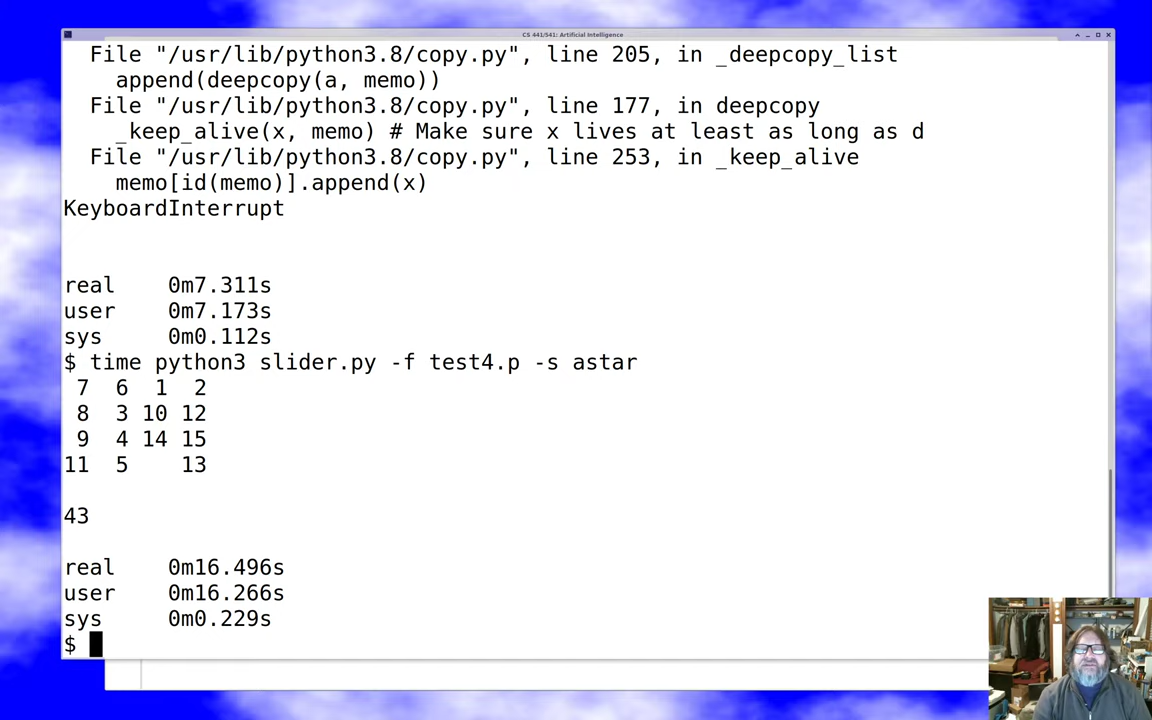 CS 441/541: Artificial Intelligence
File "/usr/lib/python3.8/copy.py", line 205, in _deepcopy_list
append(deepcopy(a, memo))
File "/usr/lib/python3.8/copy.py", line 177, in deepcopy
_keep_alive(x, memo) # Make sure x lives at least as long as d
File "/usr/lib/python3.8/copy.py", line 253, in _keep_alive
memo[id(memo)].append(x)
KeyboardInterrupt
real 0m7.311s
user 0m7.173s
sys 0m0.112s
$ time python3 slider.py -f test4.p -s astar
7 6 1 2
8 3 10 12
9 4 14 15
11 5 13
43
real 0m16.496s
user 0m16.266s
sys 0m0.229s
$